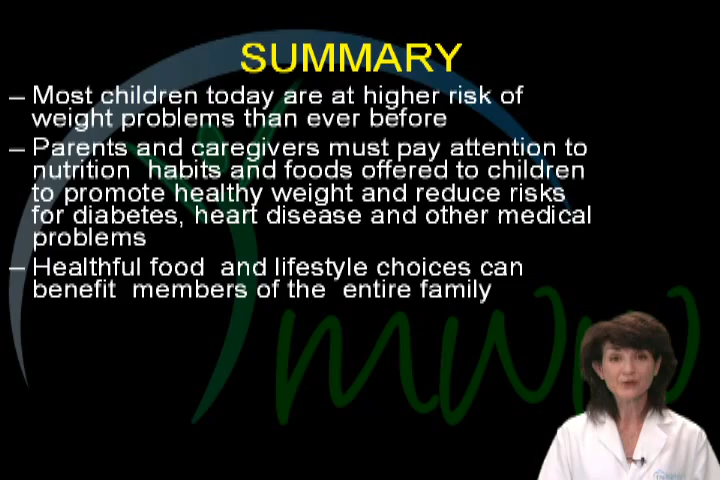 SUMMARY
– Most children today are at higher risk of
weight problems than ever before
– Parents and caregivers must pay attention to
nutrition habits and foods offered to children
to promote healthy weight and reduce risks
for diabetes, heart disease and other medical
problems
– Healthful food and lifestyle choices can
benefit members of the entire family